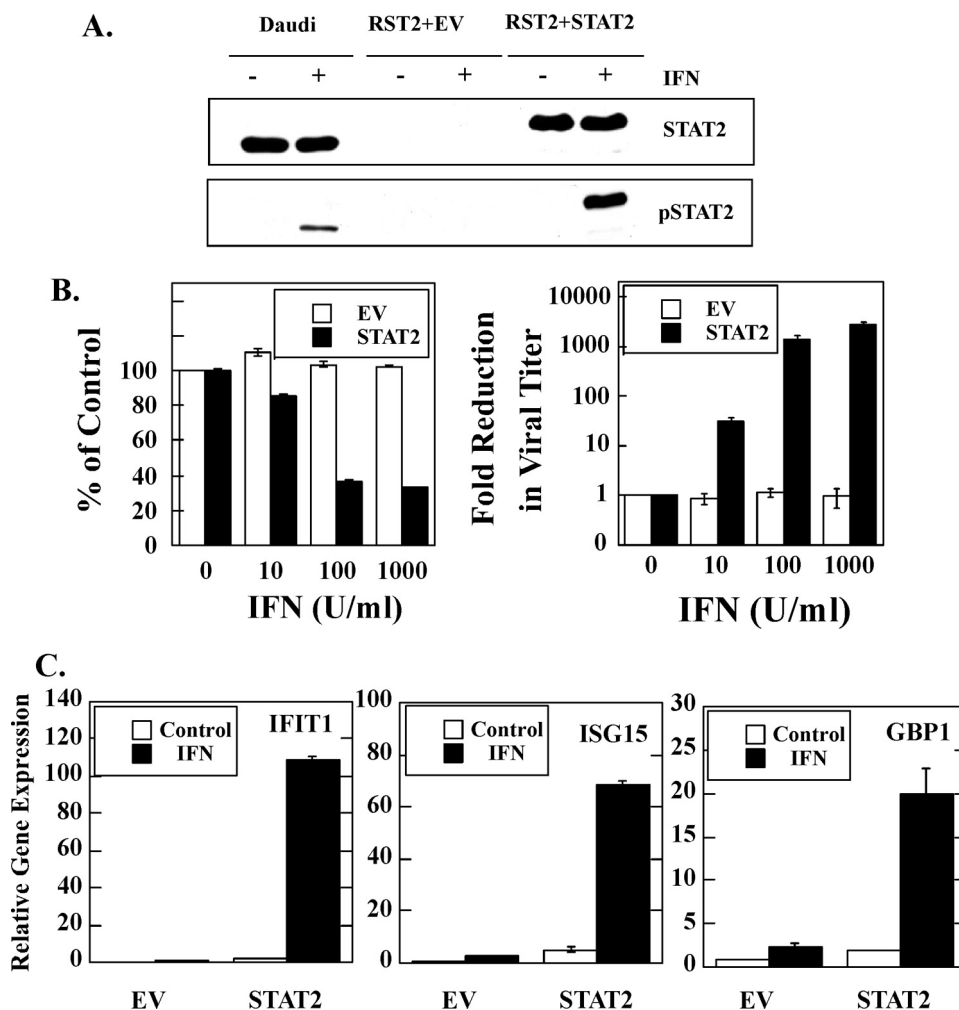 A.
Daudi RST2+EV RST2+STAT2
- + - + - + IFN
STAT2
pSTAT2
B.
% of Control
100
80
60
40
20
0
EV
STAT2
0 10 100 1000
IFN (U/ml)
Fold Reduction
in Viral Titer
10000
1000
100
10
1
0
EV
STAT2
0 10 100 1000
IFN (U/ml)
C.
Relative Gene Expression
140
120
100
80
60
40
20
0
Control
IFN
IFIT1
EV STAT2
100
80
60
40
20
0
Control
IFN
ISG15
EV STAT2
30
25
20
15
10
5
0
Control
IFN
GBP1
EV STAT2